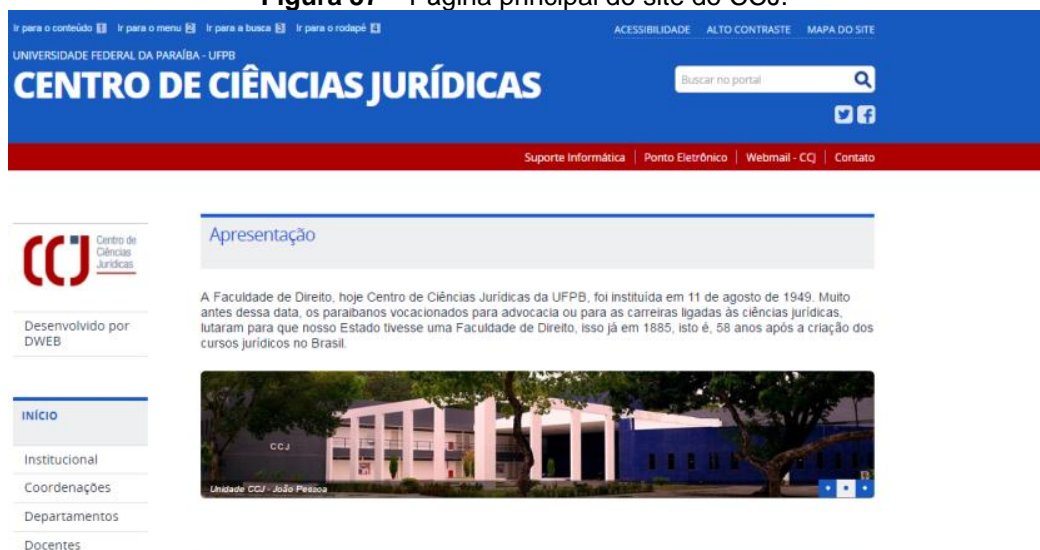 Figura 37 – Página principal do site do CCJ.
Ir para o conteúdo 1 Ir para o menu 2 Ir para a busca 3 Ir para o rodapé 4
ACESSIBILIDADE ALTO CONTRASTE MAPA DO SITE
UNIVERSIDADE FEDERAL DA PARAÍBA - UFPB
CENTRO DE CIÊNCIAS JURÍDICAS
Buscar no portal
Suporte Informática | Ponto Eletrônico | Webmail - CCJ | Contato
CCJ
Centro de
Ciências
Jurídicas
Desenvolvido por
DWEB
INÍCIO
Institucional
Coordenações
Departamentos
Docentes
Apresentação
A Faculdade de Direito, hoje Centro de Ciências Jurídicas da UFPB, foi instituída em 11 de agosto de 1949. Muito
antes dessa data, os paraibanos vocacionados para advocacia ou para as carreiras ligadas às ciências jurídicas,
lutaram para que nosso Estado tivesse uma Faculdade de Direito, isso já em 1885, isto é, 58 anos após a criação dos
cursos jurídicos no Brasil.
CCJ
Unidade CCJ - João Pessoa